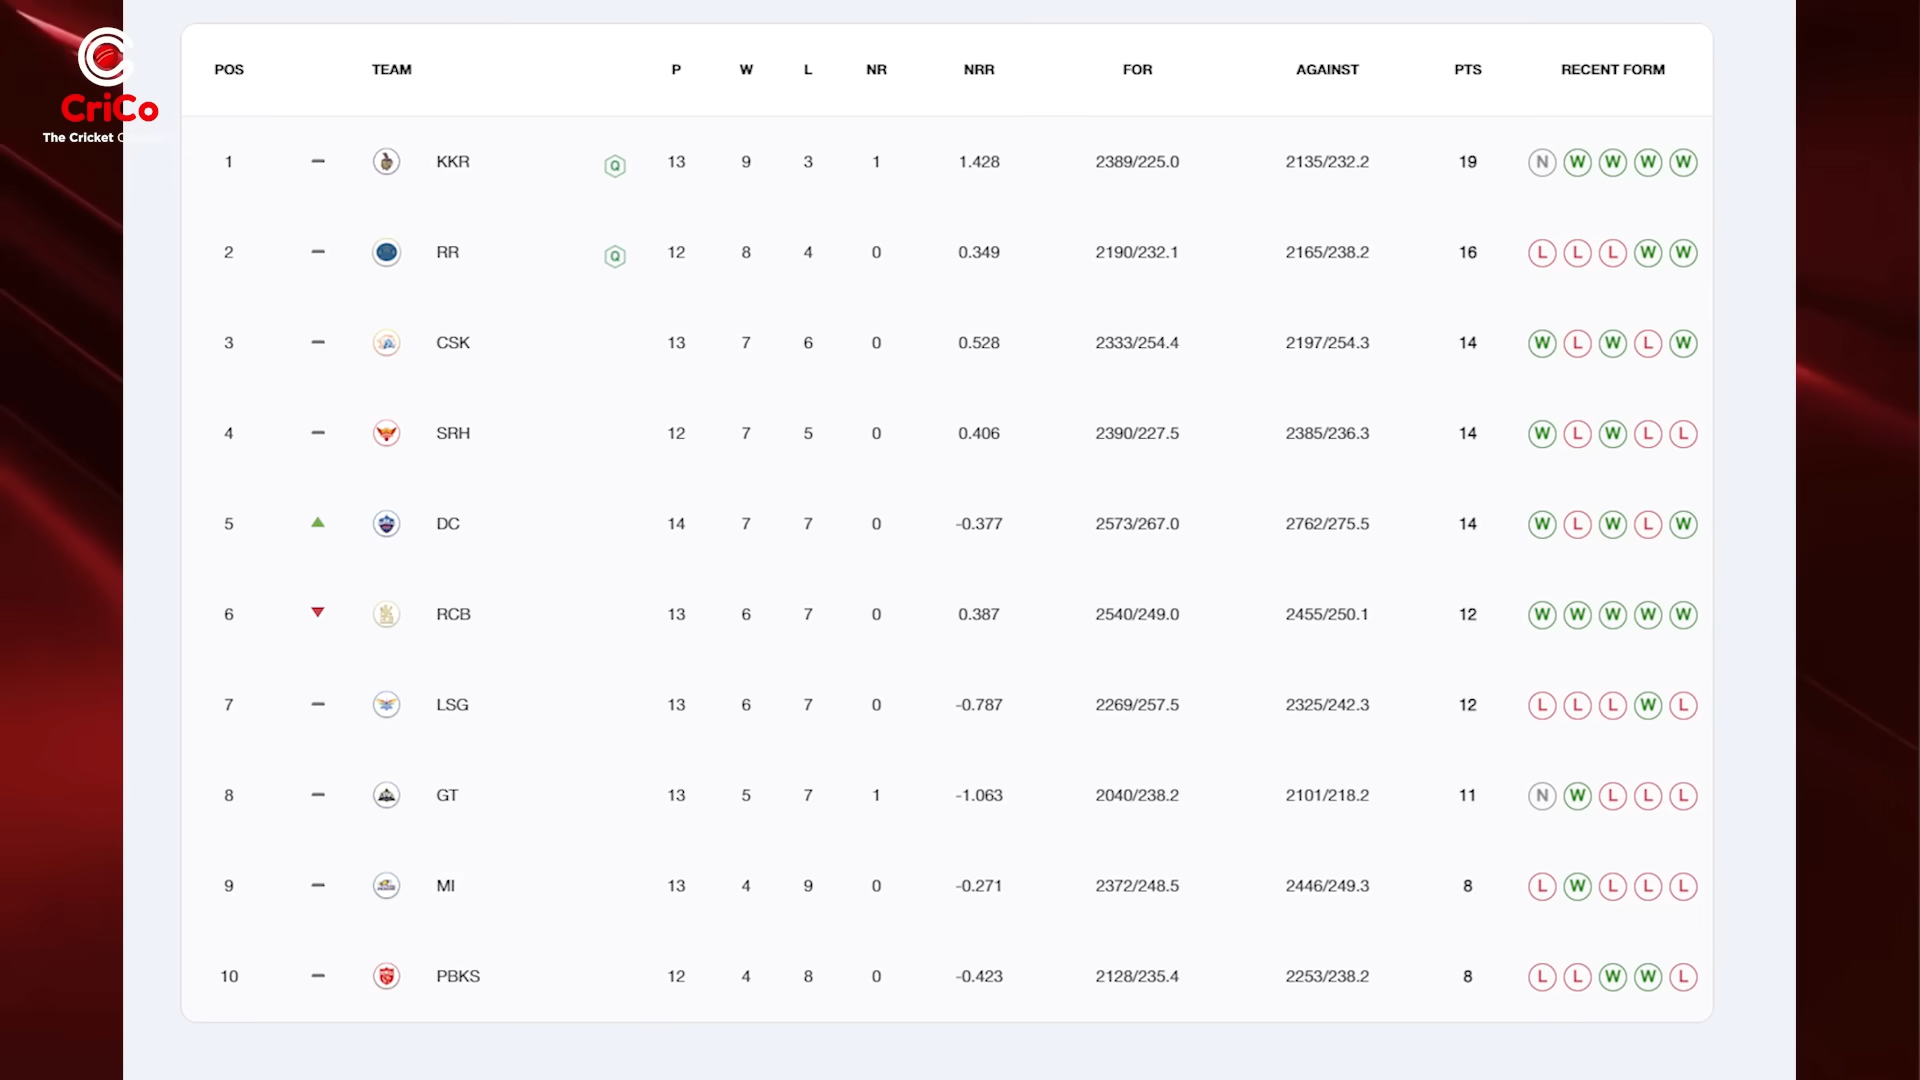 CriCo
The Cricket C
POS TEAM P W L NR NRR FOR AGAINST PTS RECENT FORM
1 KKR Q 13 9 3 1 1.428 2389/225.0 2135/232.2 19 N W W W W
2 RR Q 12 8 4 0 0.349 2190/232.1 2165/238.2 16 L L L W W
3 CSK 13 7 6 0 0.528 2333/254.4 2197/254.3 14 W L W L W
4 SRH 12 7 5 0 0.406 2390/227.5 2385/236.3 14 W L W L L
5 DC 14 7 7 0 -0.377 2573/267.0 2762/275.5 14 W L W L W
6 RCB 13 6 7 0 0.387 2540/249.0 2455/250.1 12 W W W W W
7 LSG 13 6 7 0 -0.787 2269/257.5 2325/242.3 12 L L L W L
8 GT 13 5 7 1 -1.063 2040/238.2 2101/218.2 11 N W L L L
9 MI 13 4 9 0 -0.271 2372/248.5 2446/249.3 8 L W L L L
10 PBKS 12 4 8 0 -0.423 2128/235.4 2253/238.2 8 L L W W L